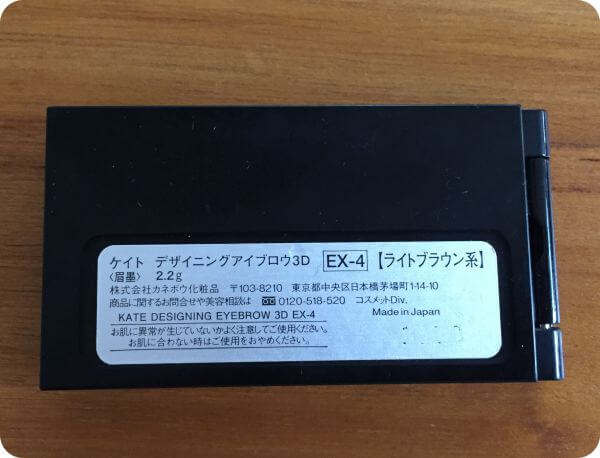 ケイト デザイニングアイブロウ3D EX-4 【ライトブラウン系】
〈眉墨〉 2.2g
株式会社カネボウ化粧品 〒103-8210 東京都中央区日本橋茅場町1-14-10
商品に関するお問合せや美容相談は 0120-518-520 コスメットDiv.
KATE DESIGNING EYEBROW 3D EX-4 Made in Japan
お肌に異常が生じていないかよく注意してご使用ください。
お肌に合わない時はご使用をおやめください。